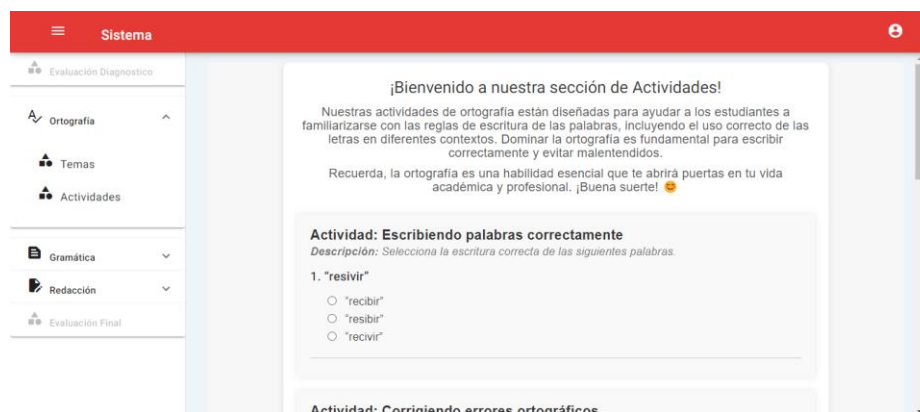 Sistema
Evaluación Diagnostico
Ortografía
Temas
Actividades
Gramática
Redacción
Evaluación Final
¡Bienvenido a nuestra sección de Actividades!
Nuestras actividades de ortografía están diseñadas para ayudar a los estudiantes a
familiarizarse con las reglas de escritura de las palabras, incluyendo el uso correcto de las
letras en diferentes contextos. Dominar la ortografía es fundamental para escribir
correctamente y evitar malentendidos.
Recuerda, la ortografía es una habilidad esencial que te abrirá puertas en tu vida
académica y profesional. ¡Buena suerte! 😊
Actividad: Escribiendo palabras correctamente
Descripción: Selecciona la escritura correcta de las siguientes palabras.
1. "resivir"
"recibir"
"resibir"
"recivir"
Actividad: Corrigiendo errores ortográficos